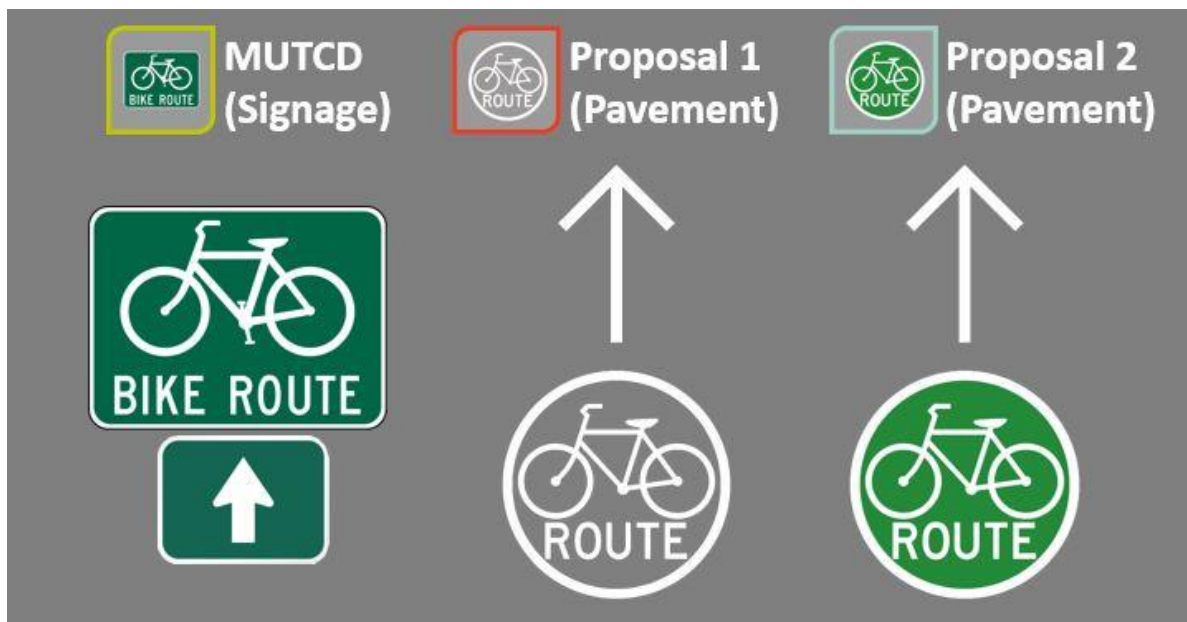 BIKE ROUTE
MUTCD
(Signage)
ROUTE
Proposal 1
(Pavement)
ROUTE
Proposal 2
(Pavement)
BIKE ROUTE
ROUTE
ROUTE